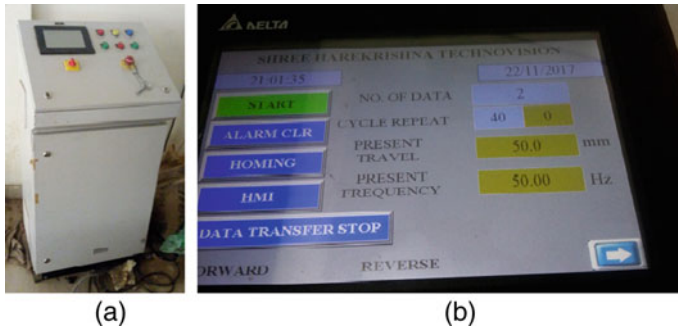 DELTA
SHREE HAREKRISHNA TECHNOVISION
21:01:35 22/11/2017
START NO. OF DATA 2
ALARM CLR CYCLE REPEAT 40 0
HOMING PRESENT TRAVEL 50.0 mm
HMI PRESENT FREQUENCY 50.00 Hz
DATA TRANSFER STOP
ORWARD REVERSE
(a) (b)